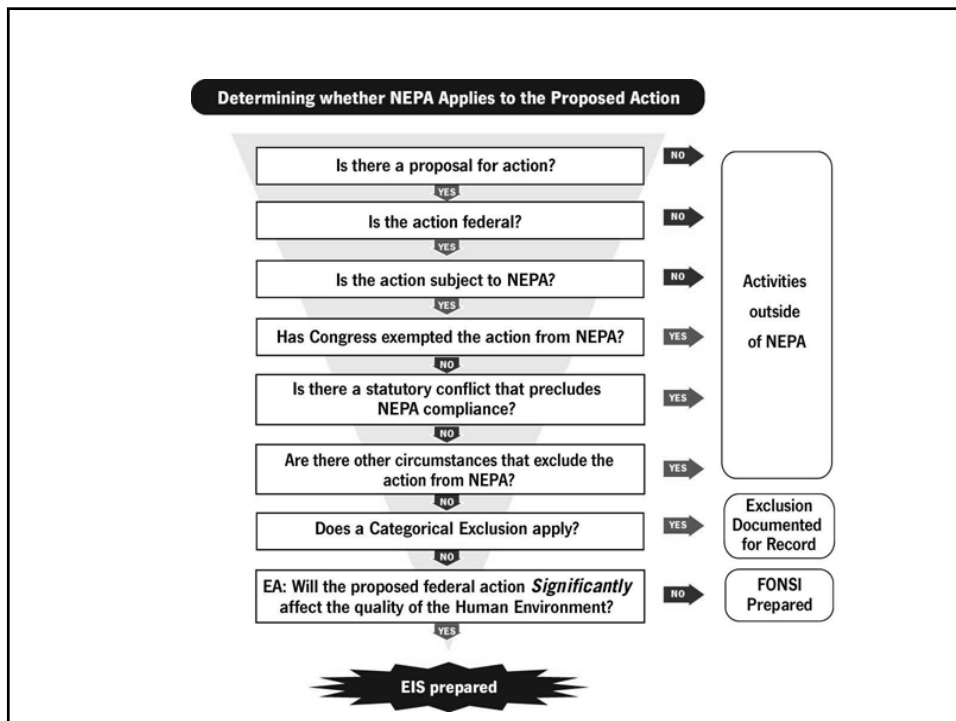 Determining whether NEPA Applies to the Proposed Action
Is there a proposal for action?
NO
YES
Is the action federal?
NO
YES
Is the action subject to NEPA?
NO
YES
Has Congress exempted the action from NEPA?
YES
NO
Is there a statutory conflict that precludes
NEPA compliance?
YES
NO
Are there other circumstances that exclude the
action from NEPA?
YES
NO
Activities
outside
of NEPA
Does a Categorical Exclusion apply?
YES
Exclusion
Documented
for Record
NO
EA: Will the proposed federal action Significantly
affect the quality of the Human Environment?
NO
FONSI
Prepared
YES
EIS prepared